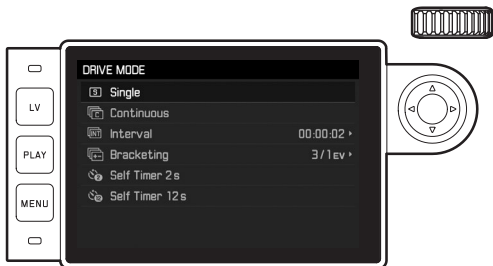 DRIVE MODE
S Single
C Continuous
INT Interval 00:00:02
Bracketing 3/1EV
Self Timer 2s
Self Timer 12s
LV
PLAY
MENU